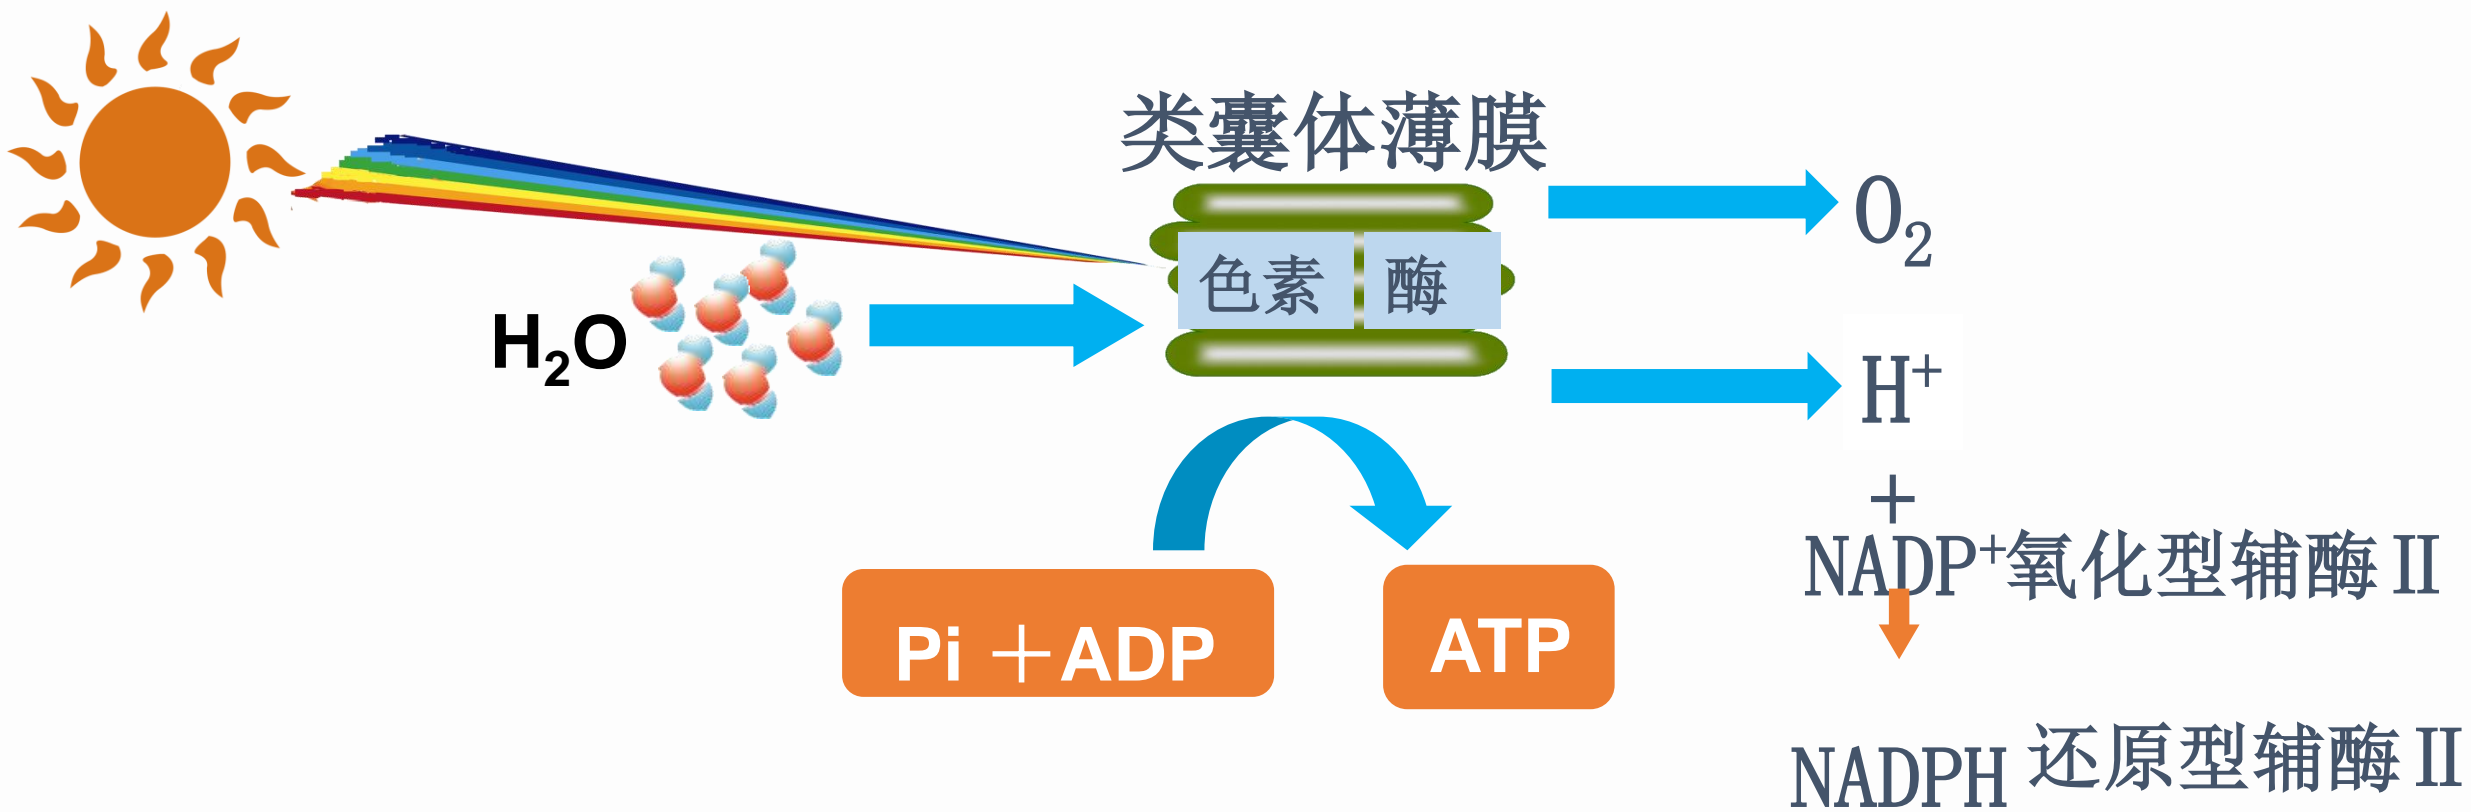 类囊体薄膜
色素 酶
O₂
H₂O
H⁺
+
NADP⁺氧化型辅酶Ⅱ
Pi +ADP
ATP
NADPH 还原型辅酶Ⅱ